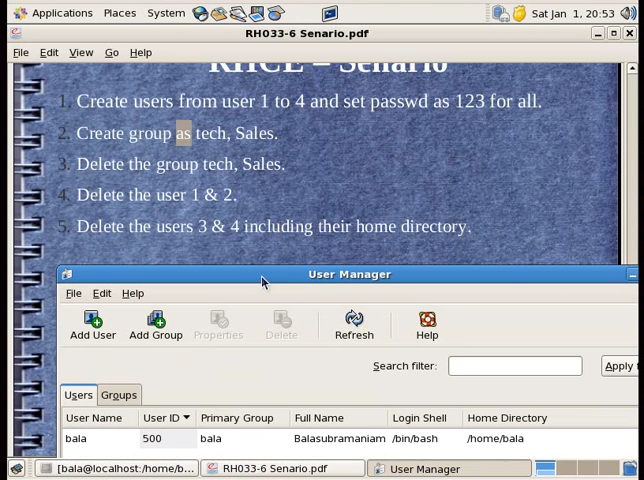 Applications Places System Sat Jan 1, 20:53
RH033-6 Senario.pdf
File Edit View Go Help
RHCE – Senario
1. Create users from user 1 to 4 and set passwd as 123 for all.
2. Create group as tech, Sales.
3. Delete the group tech, Sales.
4. Delete the user 1 & 2.
5. Delete the users 3 & 4 including their home directory.
User Manager
File Edit Help
Add User Add Group Properties Delete Refresh Help
Search filter: Apply
Users Groups
User Name User ID Primary Group Full Name Login Shell Home Directory
bala 500 bala Balasubramaniam /bin/bash /home/bala
[bala@localhost:/home/b... RH033-6 Senario.pdf User Manager